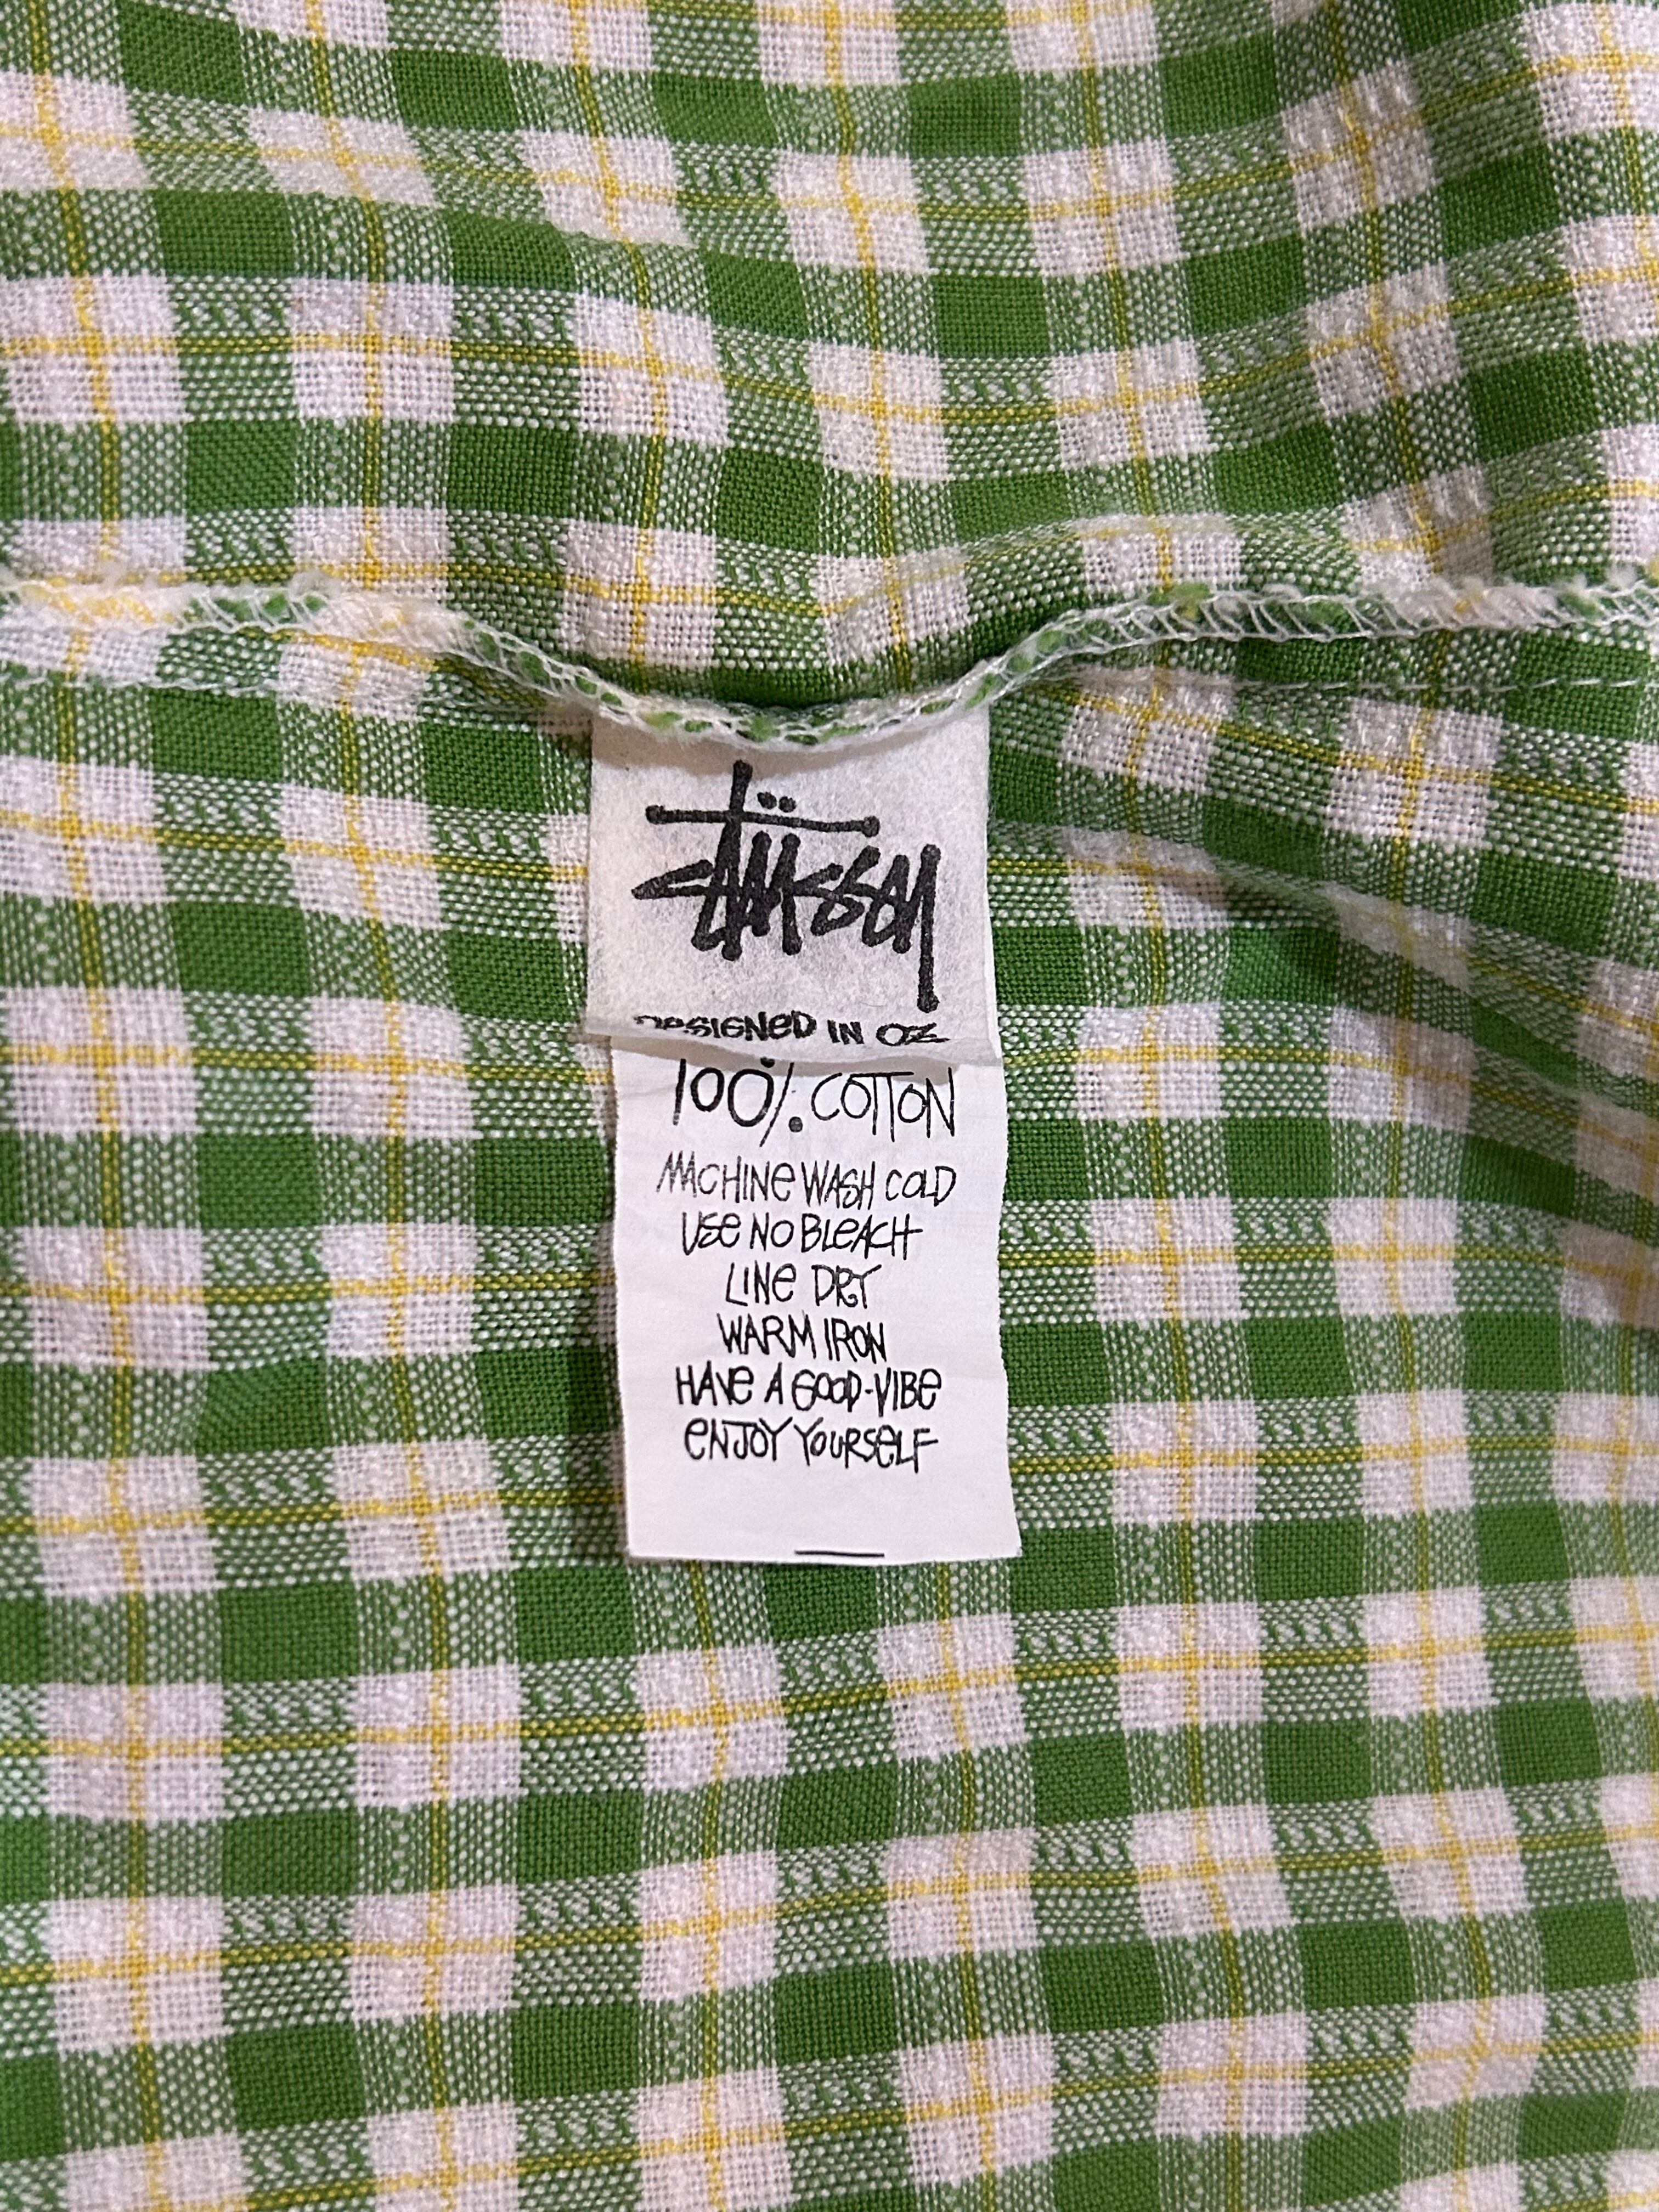 Stüssy
DESIGNED IN OZ
100% COTTON
MACHINE WASH COLD
USE NO BLEACH
LINE DRY
WARM IRON
HAVE A GOOD-VIBE
ENJOY YOURSELF